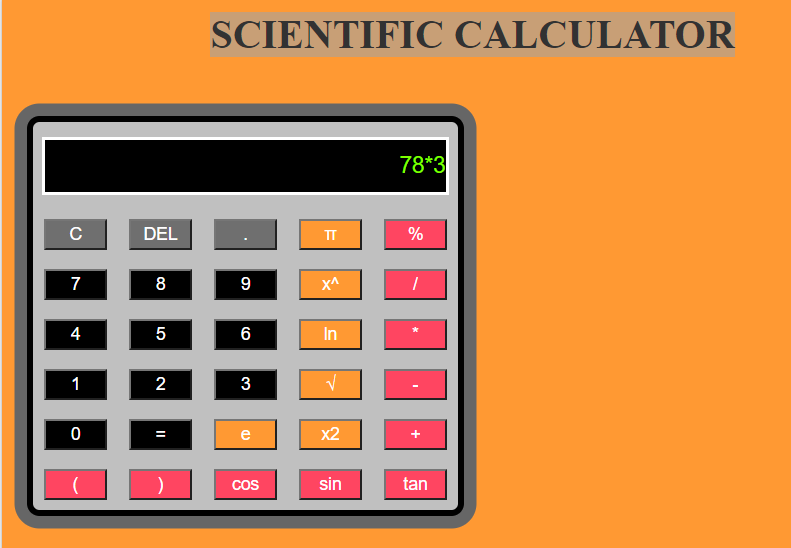 SCIENTIFIC CALCULATOR
78*3
C DEL . π %
7 8 9 x^ /
4 5 6 ln *
1 2 3 √ -
0 = e x2 +
( ) cos sin tan